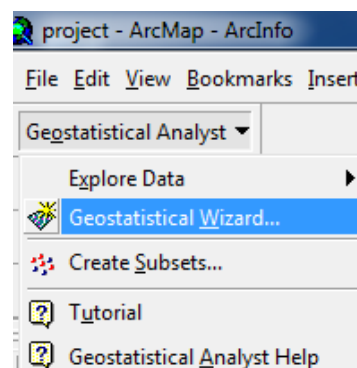 project - ArcMap - ArcInfo
File Edit View Bookmarks Insert
Geostatistical Analyst
Explore Data
Geostatistical Wizard...
Create Subsets...
Tutorial
Geostatistical Analyst Help